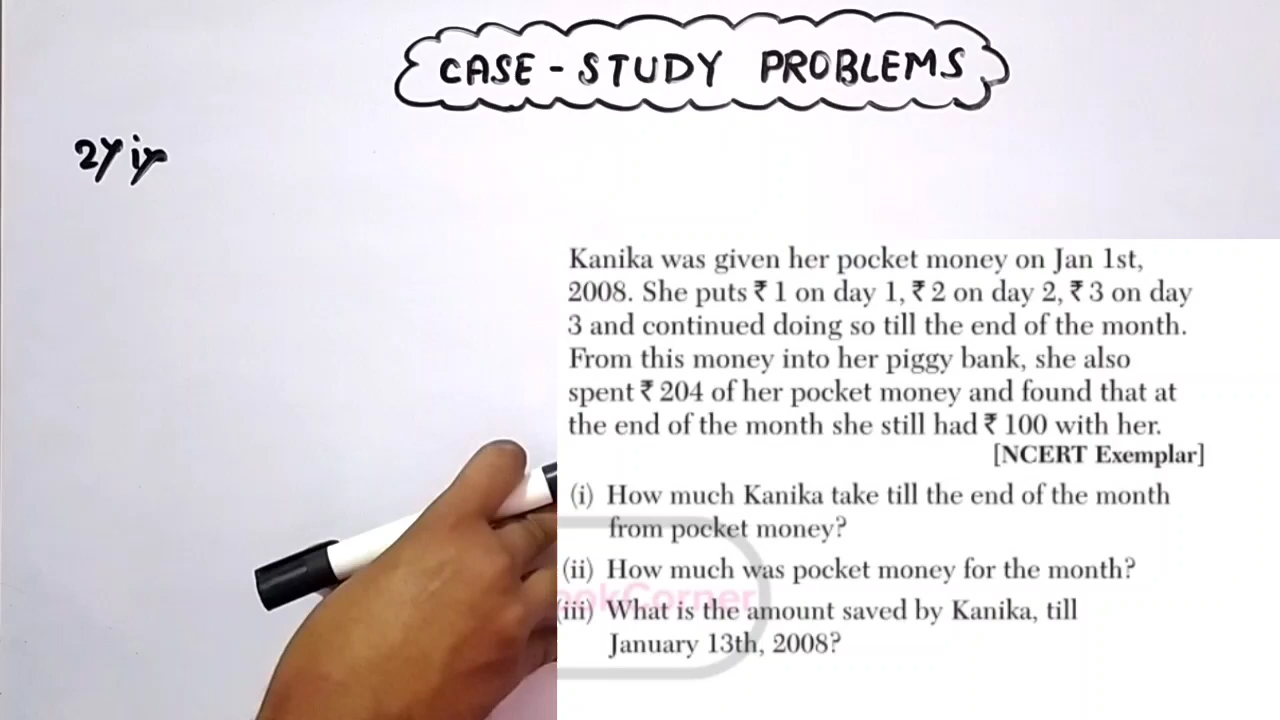 CASE - STUDY PROBLEMS
Kanika was given her pocket money on Jan 1st,
2008. She puts ₹ 1 on day 1, ₹ 2 on day 2, ₹ 3 on day
3 and continued doing so till the end of the month.
From this money into her piggy bank, she also
spent ₹ 204 of her pocket money and found that at
the end of the month she still had ₹ 100 with her.
[NCERT Exemplar]
(i) How much Kanika take till the end of the month
from pocket money?
(ii) How much was pocket money for the month?
(iii) What is the amount saved by Kanika, till
January 13th, 2008?